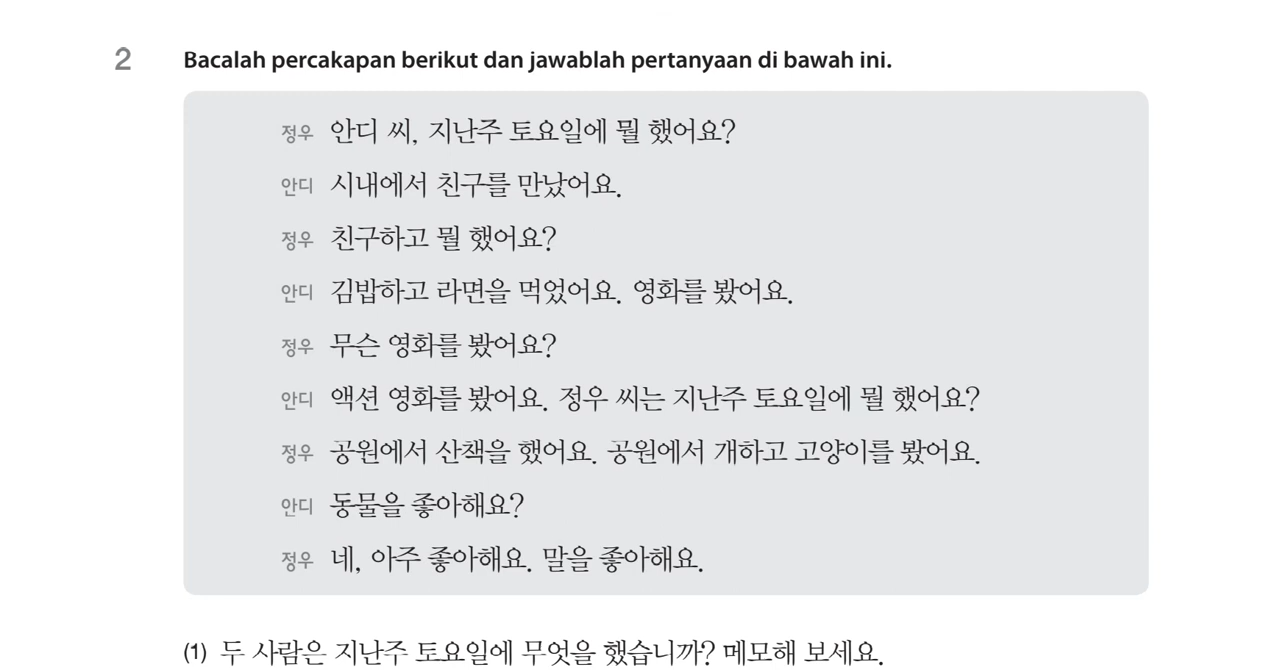 2 Bacalah percakapan berikut dan jawablah pertanyaan di bawah ini.
정우 안디 씨, 지난주 토요일에 뭘 했어요?
안디 시내에서 친구를 만났어요.
정우 친구하고 뭘 했어요?
안디 김밥하고 라면을 먹었어요. 영화를 봤어요.
정우 무슨 영화를 봤어요?
안디 액션 영화를 봤어요. 정우 씨는 지난주 토요일에 뭘 했어요?
정우 공원에서 산책을 했어요. 공원에서 개하고 고양이를 봤어요.
안디 동물을 좋아해요?
정우 네, 아주 좋아해요. 말을 좋아해요.
(1) 두 사람은 지난주 토요일에 무엇을 했습니까? 메모해 보세요.